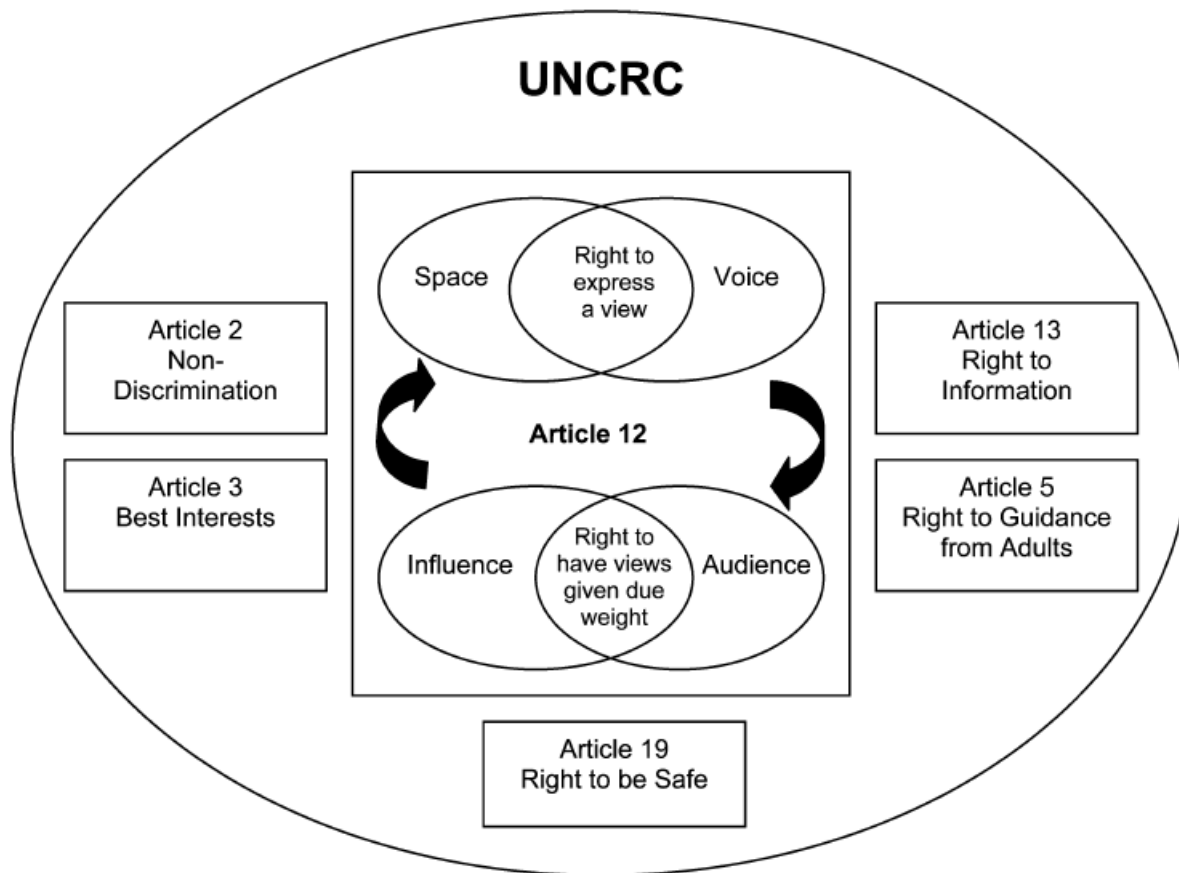 UNCRC
Space
Right to
express
a view
Voice
Article 2
Non-
Discrimination
Article 13
Right to
Information
Article 12
Article 3
Best Interests
Article 5
Right to Guidance
from Adults
Influence
Right to
have views
given due
weight
Audience
Article 19
Right to be Safe